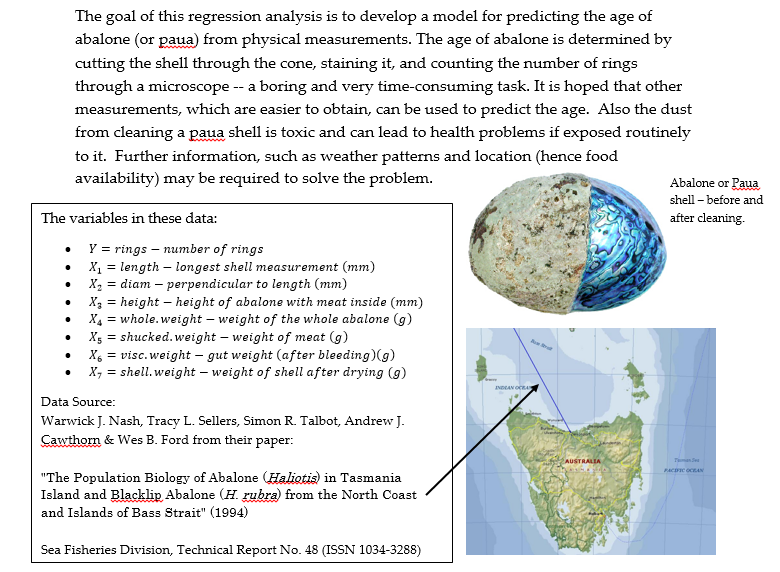 The goal of this regression analysis is to develop a model for predicting the age of
abalone (or paua) from physical measurements. The age of abalone is determined by
cutting the shell through the cone, staining it, and counting the number of rings
through a microscope -- a boring and very time-consuming task. It is hoped that other
measurements, which are easier to obtain, can be used to predict the age.  Also the dust
from cleaning a paua shell is toxic and can lead to health problems if exposed routinely
to it.  Further information, such as weather patterns and location (hence food
availability) may be required to solve the problem.
Abalone or Paua
shell – before and
after cleaning.
The variables in these data:
• Y = rings – number of rings
• X₁ = length – longest shell measurement (mm)
• X₂ = diam – perpendicular to length (mm)
• X₃ = height – height of abalone with meat inside (mm)
• X₄ = whole.weight – weight of the whole abalone (g)
• X₅ = shucked.weight – weight of meat (g)
• X₆ = visc.weight – gut weight (after bleeding)(g)
• X₇ = shell.weight – weight of shell after drying (g)
Data Source:
Warwick J. Nash, Tracy L. Sellers, Simon R. Talbot, Andrew J.
Cawthorn & Wes B. Ford from their paper:
"The Population Biology of Abalone (Haliotis) in Tasmania
Island and Blacklip Abalone (H. rubra) from the North Coast
and Islands of Bass Strait" (1994)
Sea Fisheries Division, Technical Report No. 48 (ISSN 1034-3288)
INDIAN OCEAN
AUSTRALIA
PACIFIC OCEAN